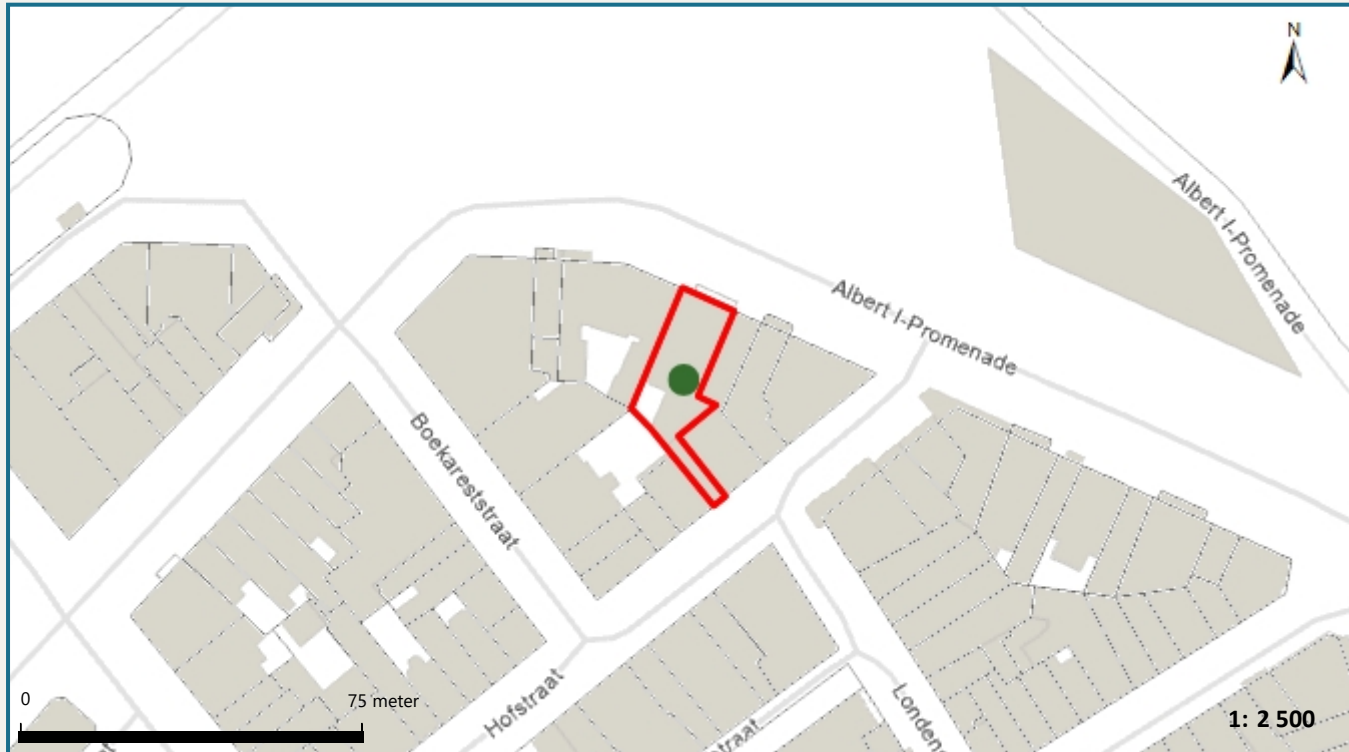 N
Albert I-Promenade
Albert I-Promenade
Boekareststraat
Hofstraat
0
75 meter
1: 2 500